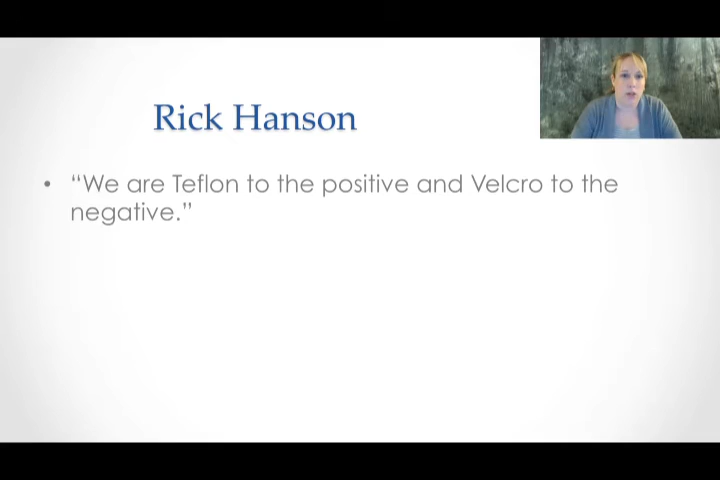 Rick Hanson
• “We are Teflon to the positive and Velcro to the
negative.”